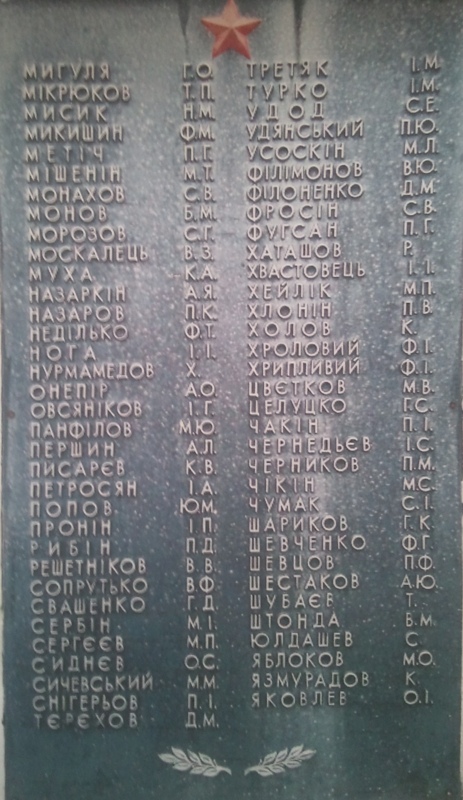 МИГУЛЯ Г.О.
МІКРЮКОВ Т.П.
МИСИК Н.М.
МИКИШИН Ф.М.
МЕТІЧ П.Г.
МІШЕНІН М.Т.
МОНАХОВ С.В.
МОНОВ Б.М.
МОРОЗОВ С.Г.
МОСКАЛЕЦЬ В.З.
МУХА К.А.
НАЗАРКІН А.Я.
НАЗАРОВ П.К.
НЕДІЛЬКО Ф.Т.
НОГА І.І.
НУРМАМЕДОВ Х.
ОНЕПІР А.О.
ОВСЯНІКОВ І.Г.
ПАНФІЛОВ М.Ю.
ПЕРШИН А.Л.
ПИСАРЄВ К.В.
ПЕТРОСЯН І.А.
ПОПОВ Ю.М.
ПРОНІН І.П.
РИБІН П.Д.
РЕШЕТНІКОВ В.В.
СОПРУТЬКО В.Ф.
СВАШЕНКО Г.Д.
СЕРБІН М.І.
СЕРГЄЄВ М.П.
СИДНЄВ О.С.
СИЧЕВСЬКИЙ М.М.
СНІГЕРЬОВ П.І.
ТЄРЄХОВ Д.М.
ТРЕТЯК І.М.
ТУРКО І.М.
УДОД С.Е.
УДЯНСЬКИЙ П.Ю.
УСОСКІН М.Л.
ФІЛІМОНОВ В.Ю.
ФІЛОНЕНКО Д.М.
ФРОСІН С.В.
ФУГСАН П.Г.
ХАТАШОВ Р.
ХВАСТОВЕЦЬ І.І.
ХЕЙЛІК М.П.
ХЛОНІН П.В.
ХОЛОВ К.
ХРОЛОВИЙ Ф.І.
ХРИПЛИВИЙ Ф.І.
ЦВЄТКОВ М.В.
ЦЕЛУЦКО Г.С.
ЧАКІН П.І.
ЧЕРНЕДЬЄВ І.С.
ЧЕРНИКОВ П.М.
ЧІКІН М.С.
ЧУМАК С.І.
ШАРИКОВ Г.К.
ШЕВЧЕНКО Ф.Г.
ШЕВЦОВ П.Ф.
ШЕСТАКОВ А.Ю.
ШУБАЄВ Т.
ШТОНДА В.М.
ЮЛДАШЕВ С.
ЯБЛОКОВ М.О.
ЯЗМУРАДОВ К.
ЯКОВЛЕВ О.І.